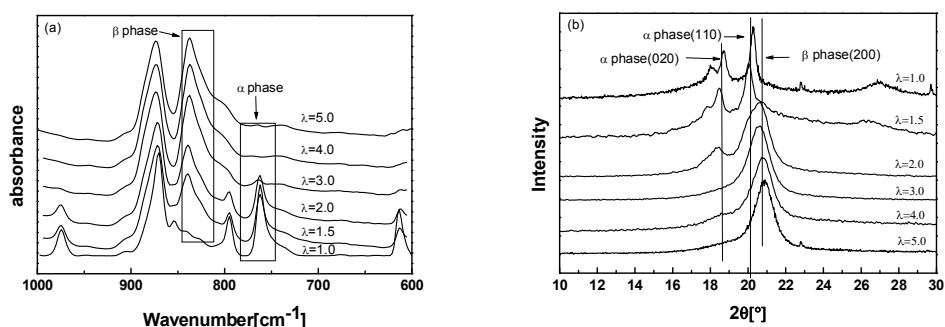 (a)
β phase
α phase
λ=5.0
λ=4.0
λ=3.0
λ=2.0
λ=1.5
λ=1.0
absorbance
1000 900 800 700 600
Wavenumber[cm⁻¹]
(b)
α phase(110)
α phase(020)
β phase(200)
λ=1.0
λ=1.5
λ=2.0
λ=3.0
λ=4.0
λ=5.0
Intensity
10 12 14 16 18 20 22 24 26 28 30
2θ[°]